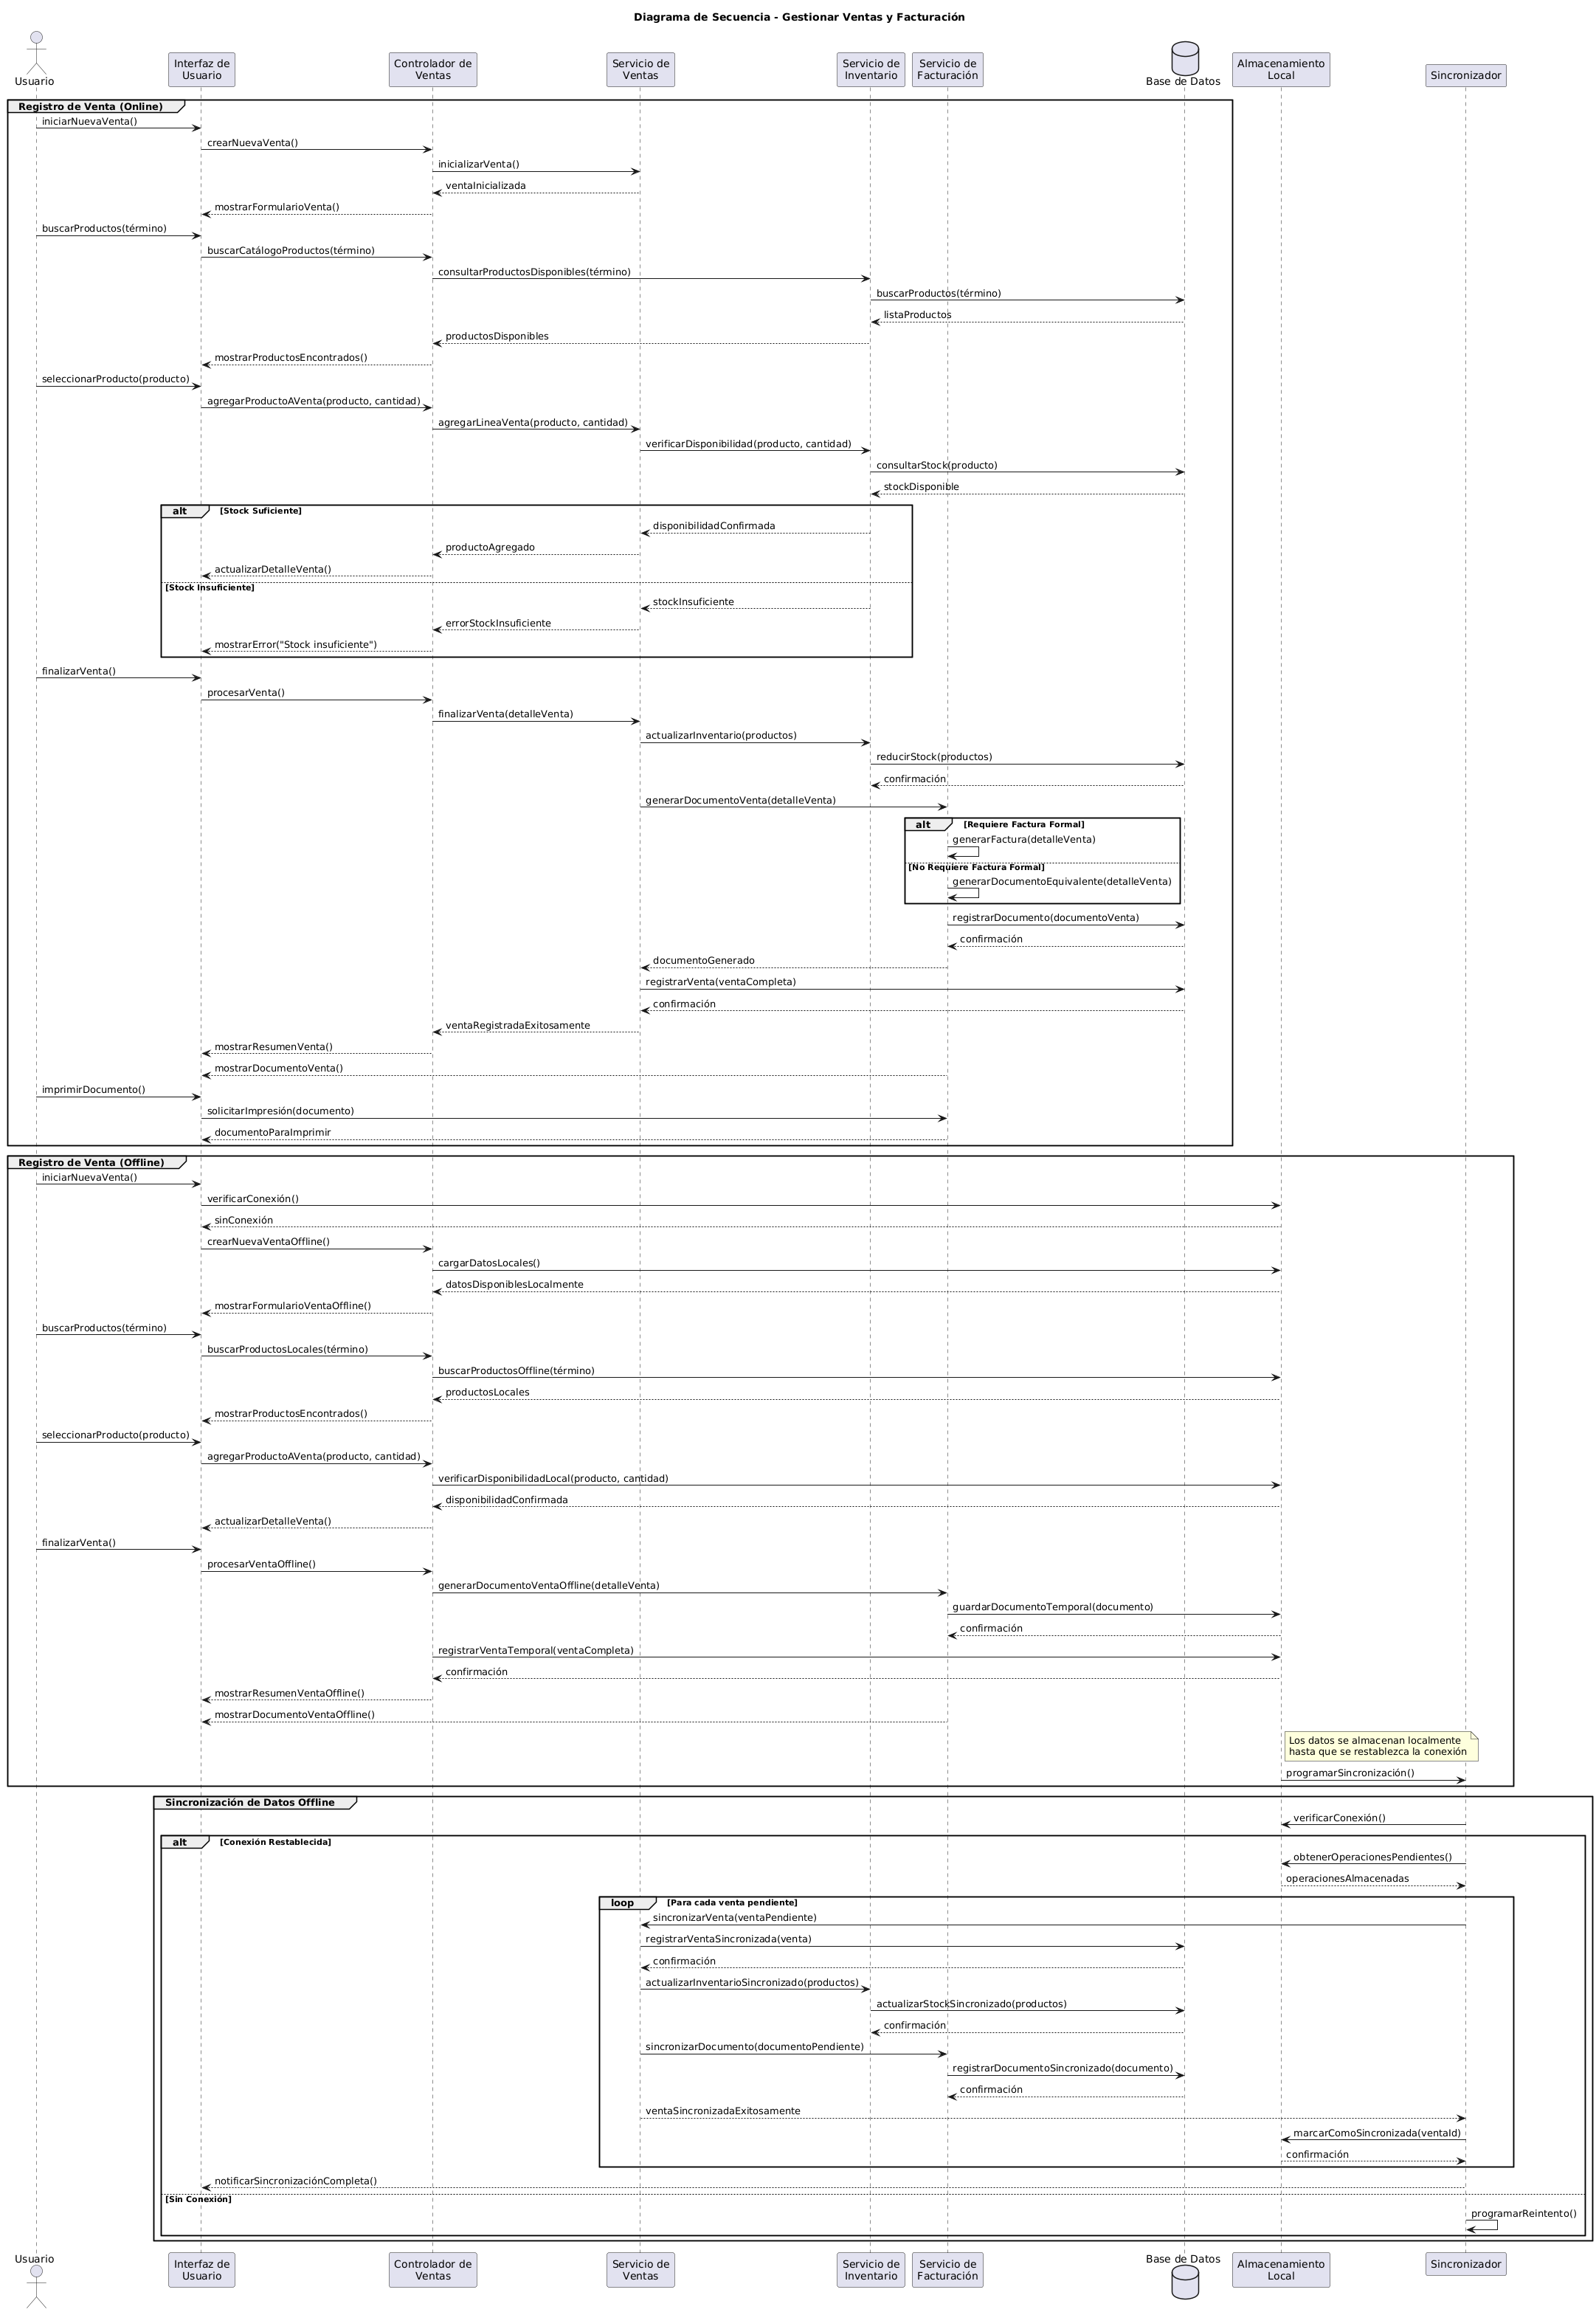 Diagrama de Secuencia - Gestionar Ventas y Facturación
Usuario
Interfaz de
Usuario
Controlador de
Ventas
Servicio de
Ventas
Servicio de
Inventario
Servicio de
Facturación
Base de Datos
Almacenamiento
Local
Sincronizador
Registro de Venta (Online)
iniciarNuevaVenta()
crearNuevaVenta()
inicializarVenta()
ventaInicializada
mostrarFormularioVenta()
buscarProductos(término)
buscarCatálogoProductos(término)
consultarProductosDisponibles(término)
buscarProductos(término)
listaProductos
productosDisponibles
mostrarProductosEncontrados()
seleccionarProducto(producto)
agregarProductoAVenta(producto, cantidad)
agregarLineaVenta(producto, cantidad)
verificarDisponibilidad(producto, cantidad)
consultarStock(producto)
stockDisponible
alt [Stock Suficiente]
disponibilidadConfirmada
productoAgregado
actualizarDetalleVenta()
[Stock Insuficiente]
stockInsuficiente
errorStockInsuficiente
mostrarError("Stock insuficiente")
finalizarVenta()
procesarVenta()
finalizarVenta(detalleVenta)
actualizarInventario(productos)
reducirStock(productos)
confirmación
generarDocumentoVenta(detalleVenta)
alt [Requiere Factura Formal]
generarFactura(detalleVenta)
[No Requiere Factura Formal]
generarDocumentoEquivalente(detalleVenta)
registrarDocumento(documentoVenta)
confirmación
documentoGenerado
registrarVenta(ventaCompleta)
confirmación
ventaRegistradaExitosamente
mostrarResumenVenta()
mostrarDocumentoVenta()
imprimirDocumento()
solicitarImpresión(documento)
documentoParaImprimir
Registro de Venta (Offline)
iniciarNuevaVenta()
verificarConexión()
sinConexión
crearNuevaVentaOffline()
cargarDatosLocales()
datosDisponiblesLocalmente
mostrarFormularioVentaOffline()
buscarProductos(término)
buscarProductosLocales(término)
buscarProductosOffline(término)
productosLocales
mostrarProductosEncontrados()
seleccionarProducto(producto)
agregarProductoAVenta(producto, cantidad)
verificarDisponibilidadLocal(producto, cantidad)
disponibilidadConfirmada
actualizarDetalleVenta()
finalizarVenta()
procesarVentaOffline()
generarDocumentoVentaOffline(detalleVenta)
guardarDocumentoTemporal(documento)
confirmación
registrarVentaTemporal(ventaCompleta)
confirmación
mostrarResumenVentaOffline()
mostrarDocumentoVentaOffline()
Los datos se almacenan localmente
hasta que se restablezca la conexión
programarSincronización()
Sincronización de Datos Offline
verificarConexión()
alt [Conexión Restablecida]
obtenerOperacionesPendientes()
operacionesAlmacenadas
loop [Para cada venta pendiente]
sincronizarVenta(ventaPendiente)
registrarVentaSincronizada(venta)
confirmación
actualizarInventarioSincronizado(productos)
actualizarStockSincronizado(productos)
confirmación
sincronizarDocumento(documentoPendiente)
registrarDocumentoSincronizado(documento)
confirmación
ventaSincronizadaExitosamente
marcarComoSincronizada(ventaId)
confirmación
notificarSincronizaciónCompleta()
[Sin Conexión]
programarReintento()
Usuario
Interfaz de
Usuario
Controlador de
Ventas
Servicio de
Ventas
Servicio de
Inventario
Servicio de
Facturación
Base de Datos
Almacenamiento
Local
Sincronizador